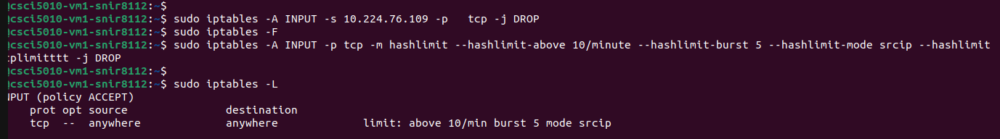 @csci5010-vm1-snir8112:~$
@csci5010-vm1-snir8112:~$ sudo iptables -A INPUT -s 10.224.76.109 -p   tcp -j DROP
@csci5010-vm1-snir8112:~$ sudo iptables -F
@csci5010-vm1-snir8112:~$ sudo iptables -A INPUT -p tcp -m hashlimit --hashlimit-above 10/minute --hashlimit-burst 5 --hashlimit-mode srcip --hashlimit
plimitttt -j DROP
@csci5010-vm1-snir8112:~$
@csci5010-vm1-snir8112:~$ sudo iptables -L
NPUT (policy ACCEPT)
prot opt source destination
tcp -- anywhere anywhere limit: above 10/min burst 5 mode srcip